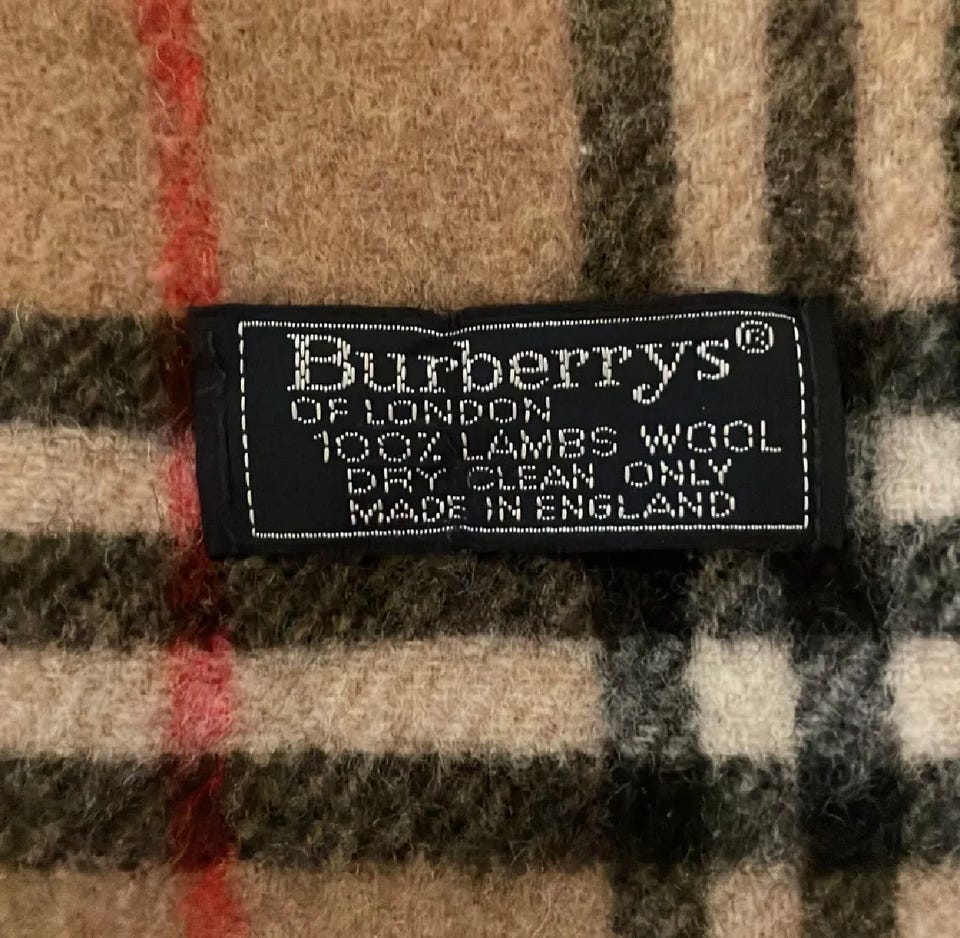 Burberrys®
OF LONDON
100% LAMBS WOOL
DRY CLEAN ONLY
MADE IN ENGLAND